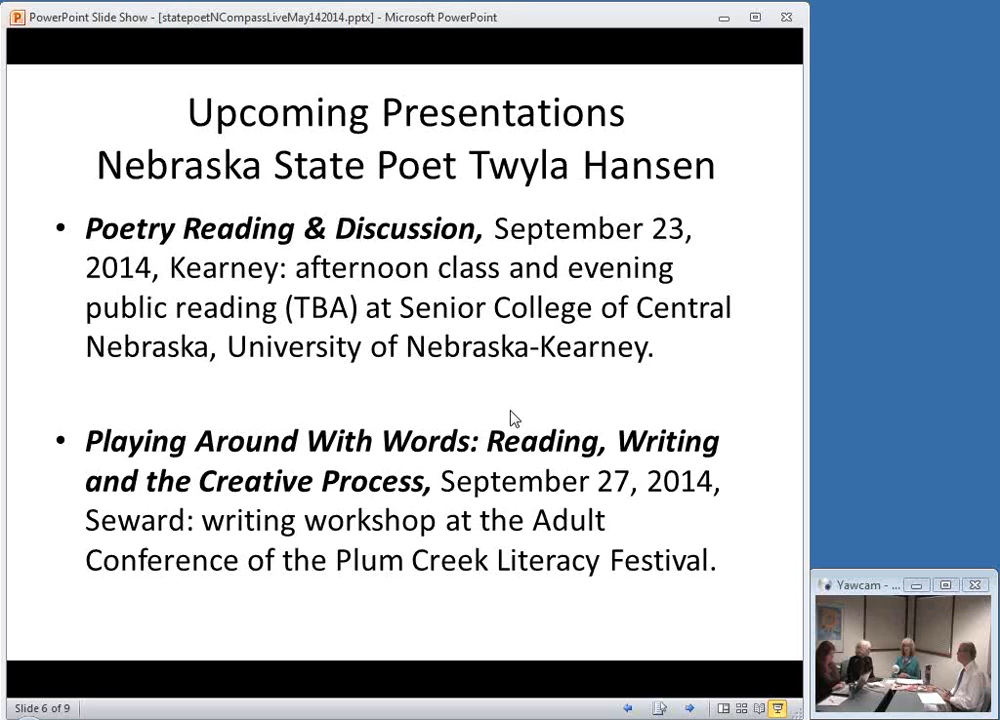 PowerPoint Slide Show - [statepoetNCompassLiveMay142014.pptx] - Microsoft PowerPoint
Upcoming Presentations
Nebraska State Poet Twyla Hansen
• Poetry Reading & Discussion, September 23,
2014, Kearney: afternoon class and evening
public reading (TBA) at Senior College of Central
Nebraska, University of Nebraska-Kearney.
• Playing Around With Words: Reading, Writing
and the Creative Process, September 27, 2014,
Seward: writing workshop at the Adult
Conference of the Plum Creek Literacy Festival.
Yawcam - ...
Slide 6 of 9